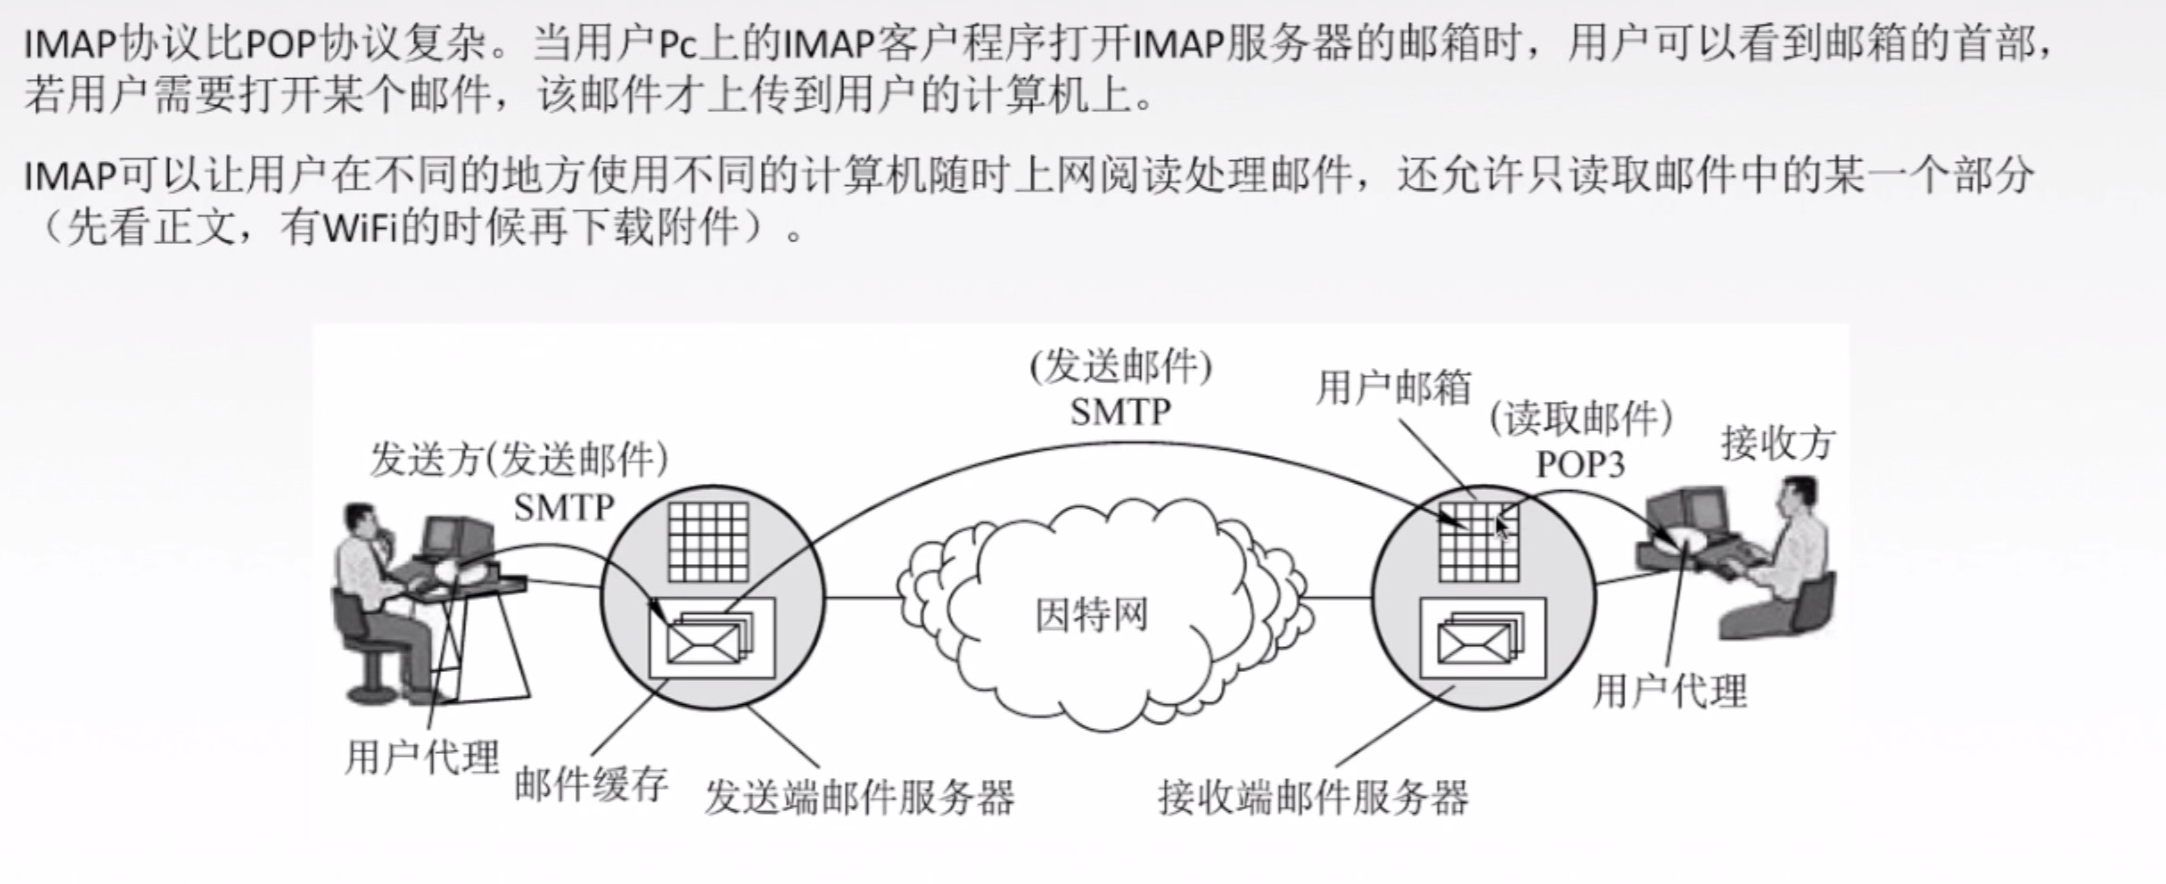 IMAP协议比POP协议复杂。当用户Pc上的IMAP客户程序打开IMAP服务器的邮箱时，用户可以看到邮箱的首部，
若用户需要打开某个邮件，该邮件才上传到用户的计算机上。
IMAP可以让用户在不同的地方使用不同的计算机随时上网阅读处理邮件，还允许只读取邮件中的某一个部分
（先看正文，有WiFi的时候再下载附件）。
(发送邮件)
SMTP
用户邮箱
(读取邮件)
POP3
接收方
发送方(发送邮件)
SMTP
因特网
用户代理
用户代理
邮件缓存
发送端邮件服务器
接收端邮件服务器